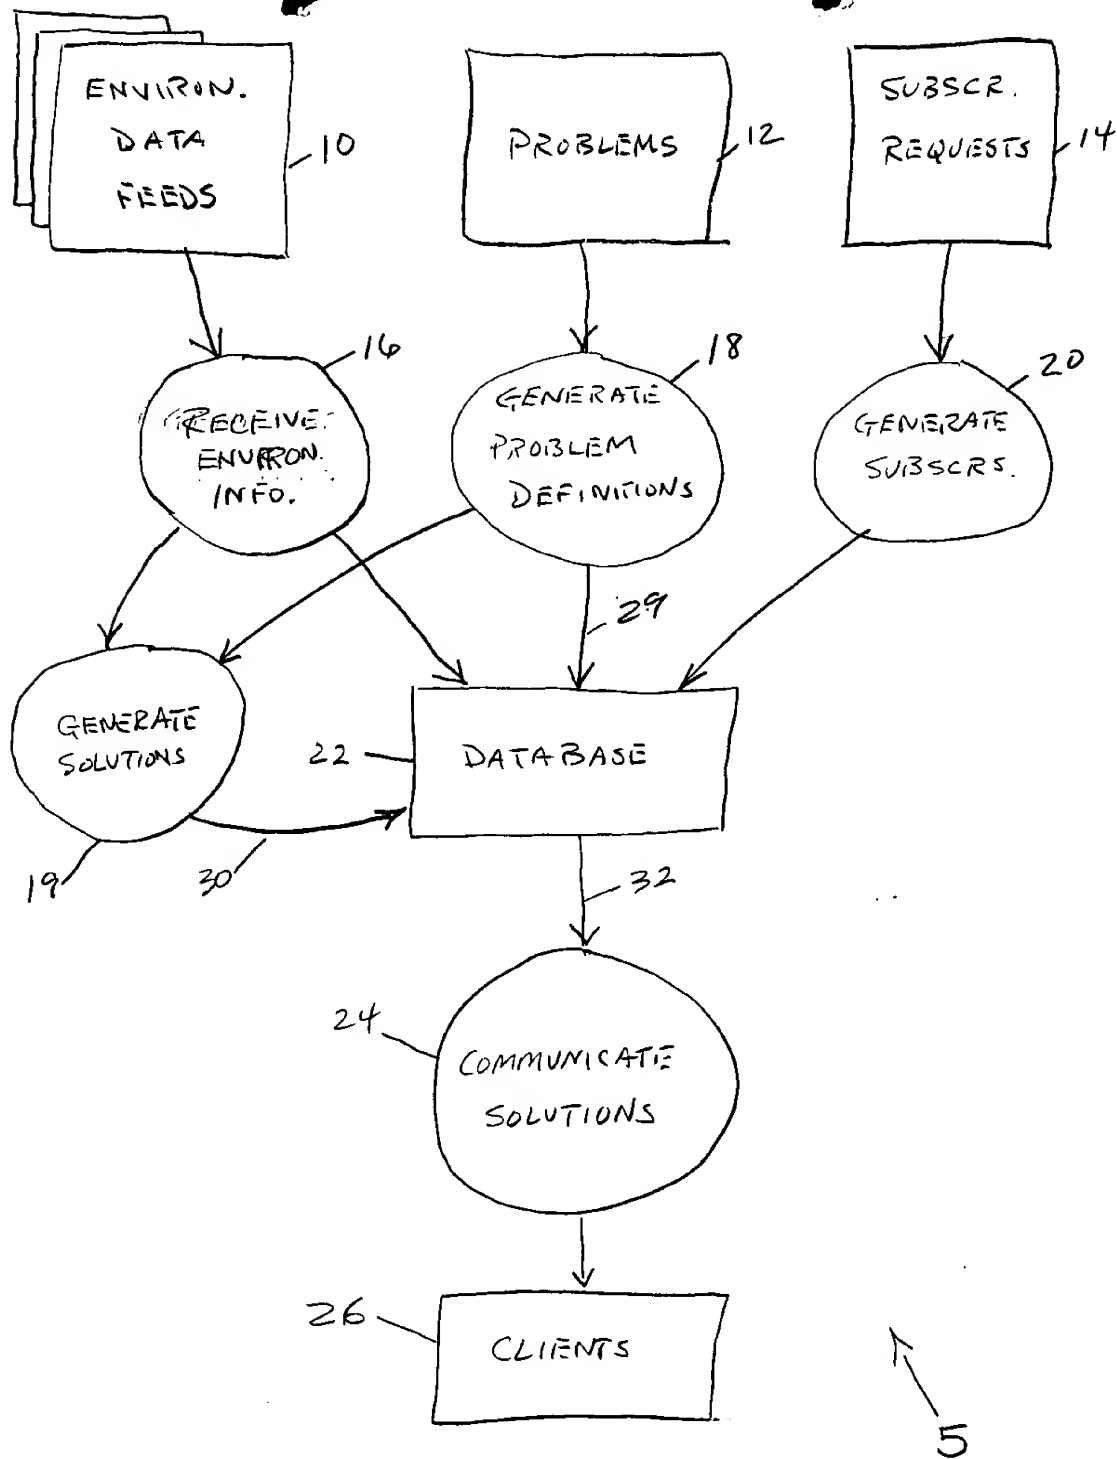 ENVIRON.
DATA
FEEDS
10
PROBLEMS
12
SUBSCR.
REQUESTS
14
RECEIVE
ENVIRON.
INFO.
16
GENERATE
PROBLEM
DEFINITIONS
18
GENERATE
SUBSCRS.
20
29
GENERATE
SOLUTIONS
19
30
22
DATABASE
32
24
COMMUNICATE
SOLUTIONS
26
CLIENTS
5